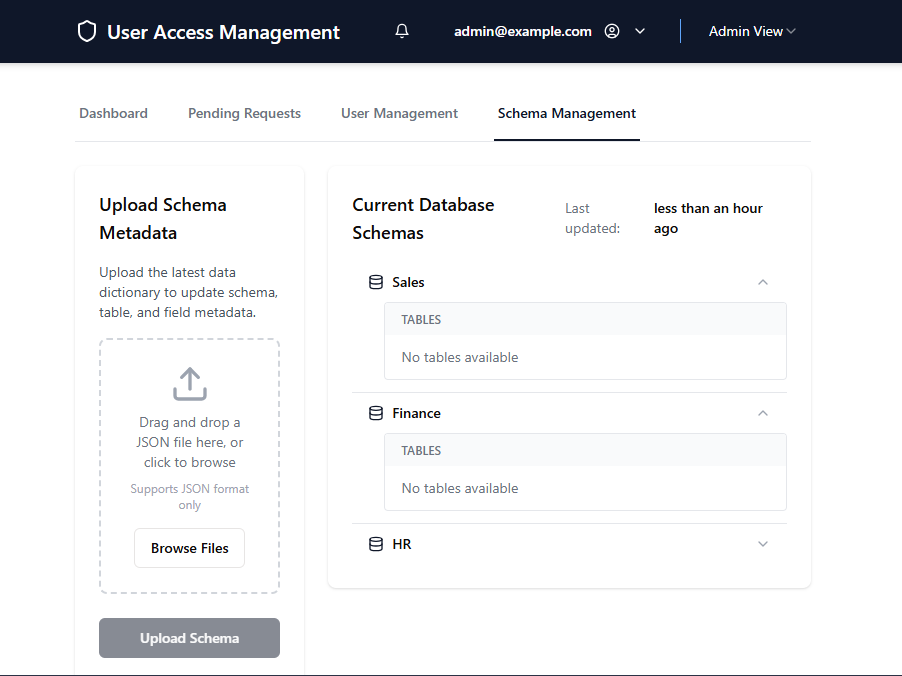 User Access Management
admin@example.com
Admin View
Dashboard
Pending Requests
User Management
Schema Management
Upload Schema
Metadata
Upload the latest data
dictionary to update schema,
table, and field metadata.
Drag and drop a
JSON file here, or
click to browse
Supports JSON format
only
Browse Files
Upload Schema
Current Database
Schemas
Last
updated:
less than an hour
ago
Sales
TABLES
No tables available
Finance
TABLES
No tables available
HR